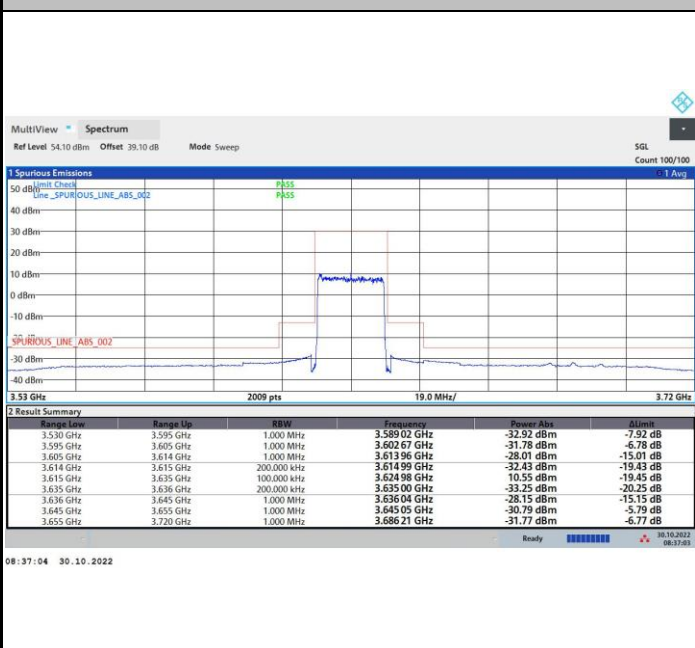 MultiView Spectrum
Ref Level 54.10 dBm Offset 39.10 dB Mode Sweep SGL
Count 100/100
1 Spurious Emissions 1 Avg
50 dBm Limit Check PASS
Line _SPURIOUS_LINE_ABS_002 PASS
40 dBm
30 dBm
20 dBm
10 dBm
0 dBm
-10 dBm
SPURIOUS_LINE_ABS_002
-30 dBm
-40 dBm
3.53 GHz 2009 pts 19.0 MHz/ 3.72 GHz
2 Result Summary
Range Low Range Up RBW Frequency Power Abs ΔLimit
3.530 GHz 3.595 GHz 1.000 MHz 3.589 02 GHz -32.92 dBm -7.92 dB
3.595 GHz 3.605 GHz 1.000 MHz 3.602 67 GHz -31.78 dBm -6.78 dB
3.605 GHz 3.614 GHz 1.000 MHz 3.613 96 GHz -28.01 dBm -15.01 dB
3.614 GHz 3.615 GHz 200.000 kHz 3.614 99 GHz -32.43 dBm -19.43 dB
3.615 GHz 3.635 GHz 100.000 kHz 3.624 98 GHz 10.55 dBm -19.45 dB
3.635 GHz 3.636 GHz 200.000 kHz 3.635 00 GHz -33.25 dBm -20.25 dB
3.636 GHz 3.645 GHz 1.000 MHz 3.636 04 GHz -28.15 dBm -15.15 dB
3.645 GHz 3.655 GHz 1.000 MHz 3.645 05 GHz -30.79 dBm -5.79 dB
3.655 GHz 3.720 GHz 1.000 MHz 3.686 21 GHz -31.77 dBm -6.77 dB
Ready 30.10.2022
08:37:03
08:37:04 30.10.2022